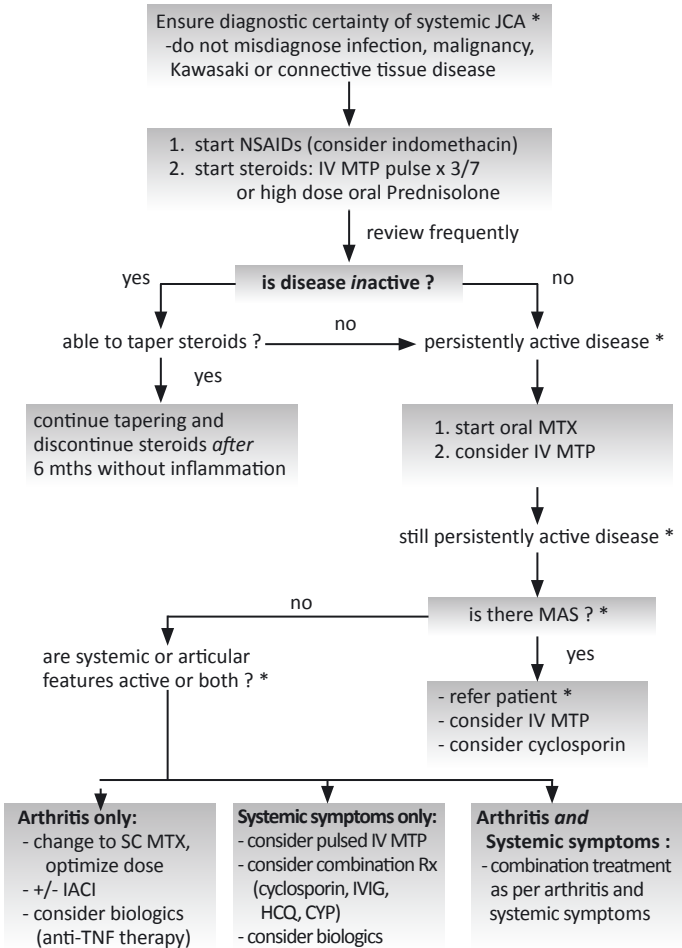 Ensure diagnostic certainty of systemic JCA *
-do not misdiagnose infection, malignancy,
Kawasaki or connective tissue disease
1. start NSAIDs (consider indomethacin)
2. start steroids: IV MTP pulse x 3/7
or high dose oral Prednisolone
review frequently
yes
is disease inactive ?
no
able to taper steroids ?
no
persistently active disease *
yes
continue tapering and
discontinue steroids after
6 mths without inflammation
1. start oral MTX
2. consider IV MTP
still persistently active disease *
no
is there MAS ? *
yes
are systemic or articular
features active or both ? *
- refer patient *
- consider IV MTP
- consider cyclosporin
Arthritis only:
- change to SC MTX,
optimize dose
- +/- IACI
- consider biologics
(anti-TNF therapy)
Systemic symptoms only:
- consider pulsed IV MTP
- consider combination Rx
(cyclosporin, IVIG,
HCQ, CYP)
- consider biologics
Arthritis and
Systemic symptoms :
- combination treatment
as per arthritis and
systemic symptoms